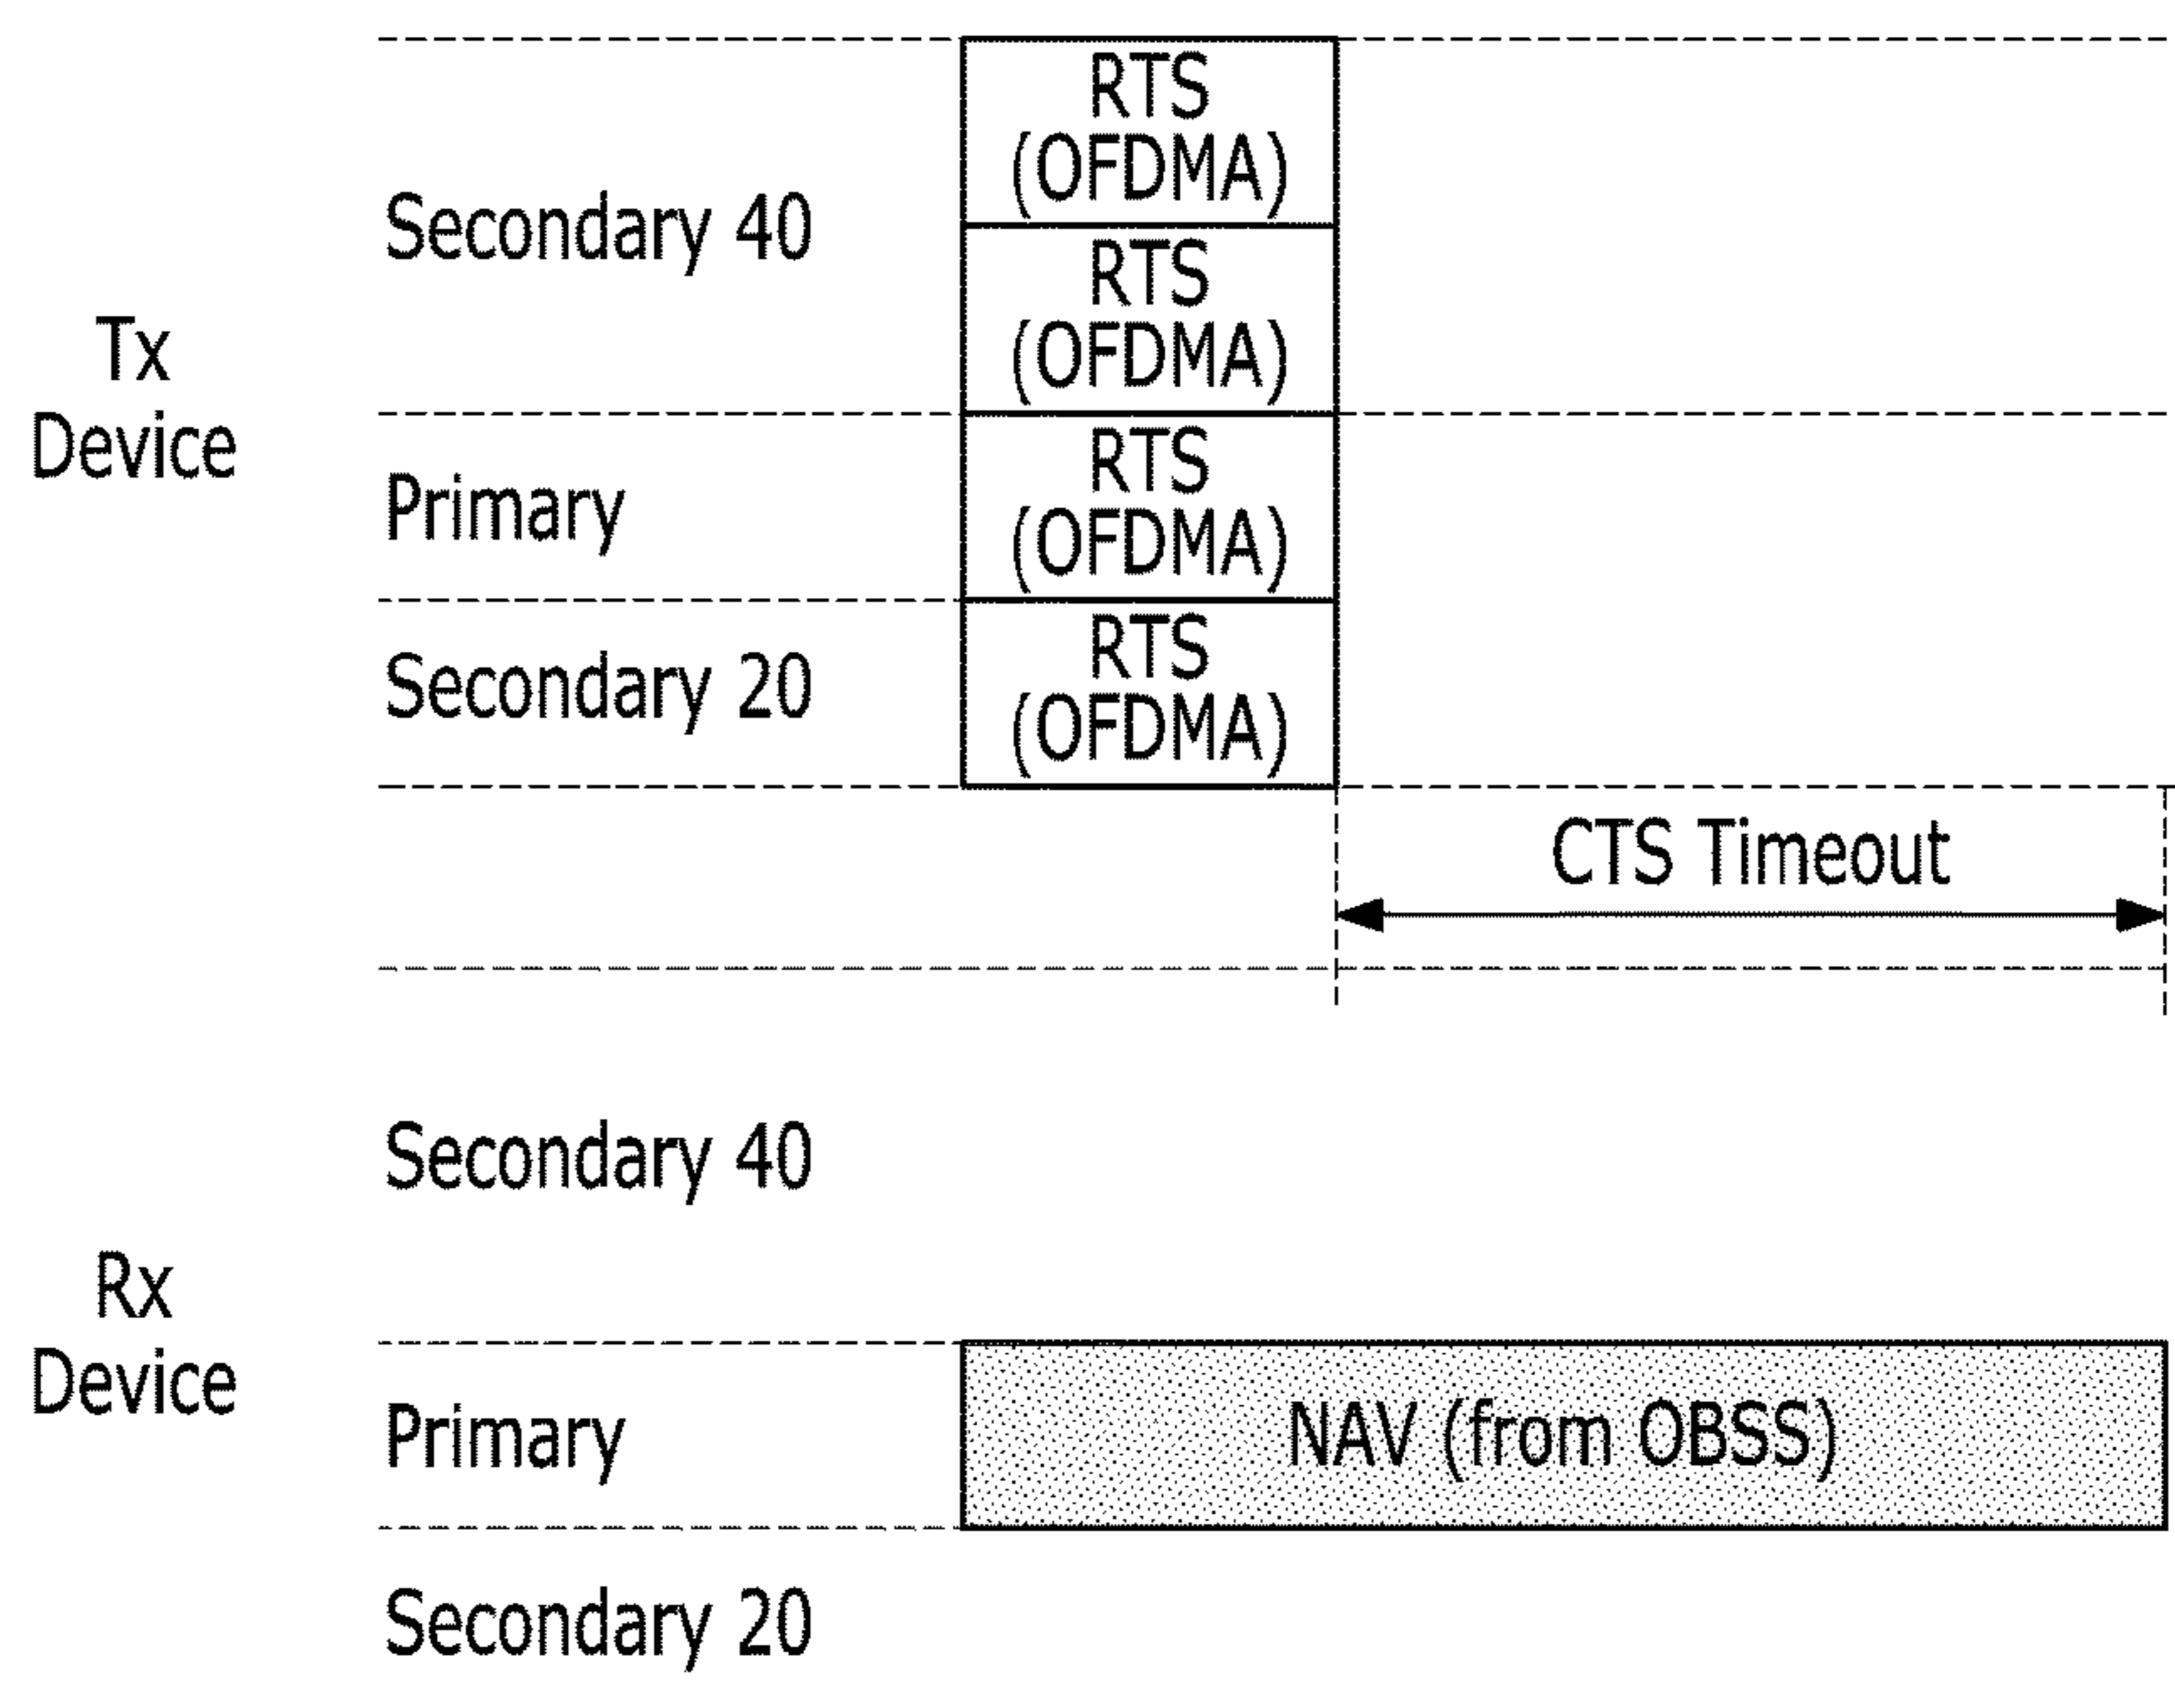 RTS
(OFDMA)
Secondary 40
RTS
(OFDMA)
Tx
Device
RTS
(OFDMA)
Primary
RTS
(OFDMA)
Secondary 20
CTS Timeout
Secondary 40
Rx
Device
Primary
NAV (from OBSS)
Secondary 20